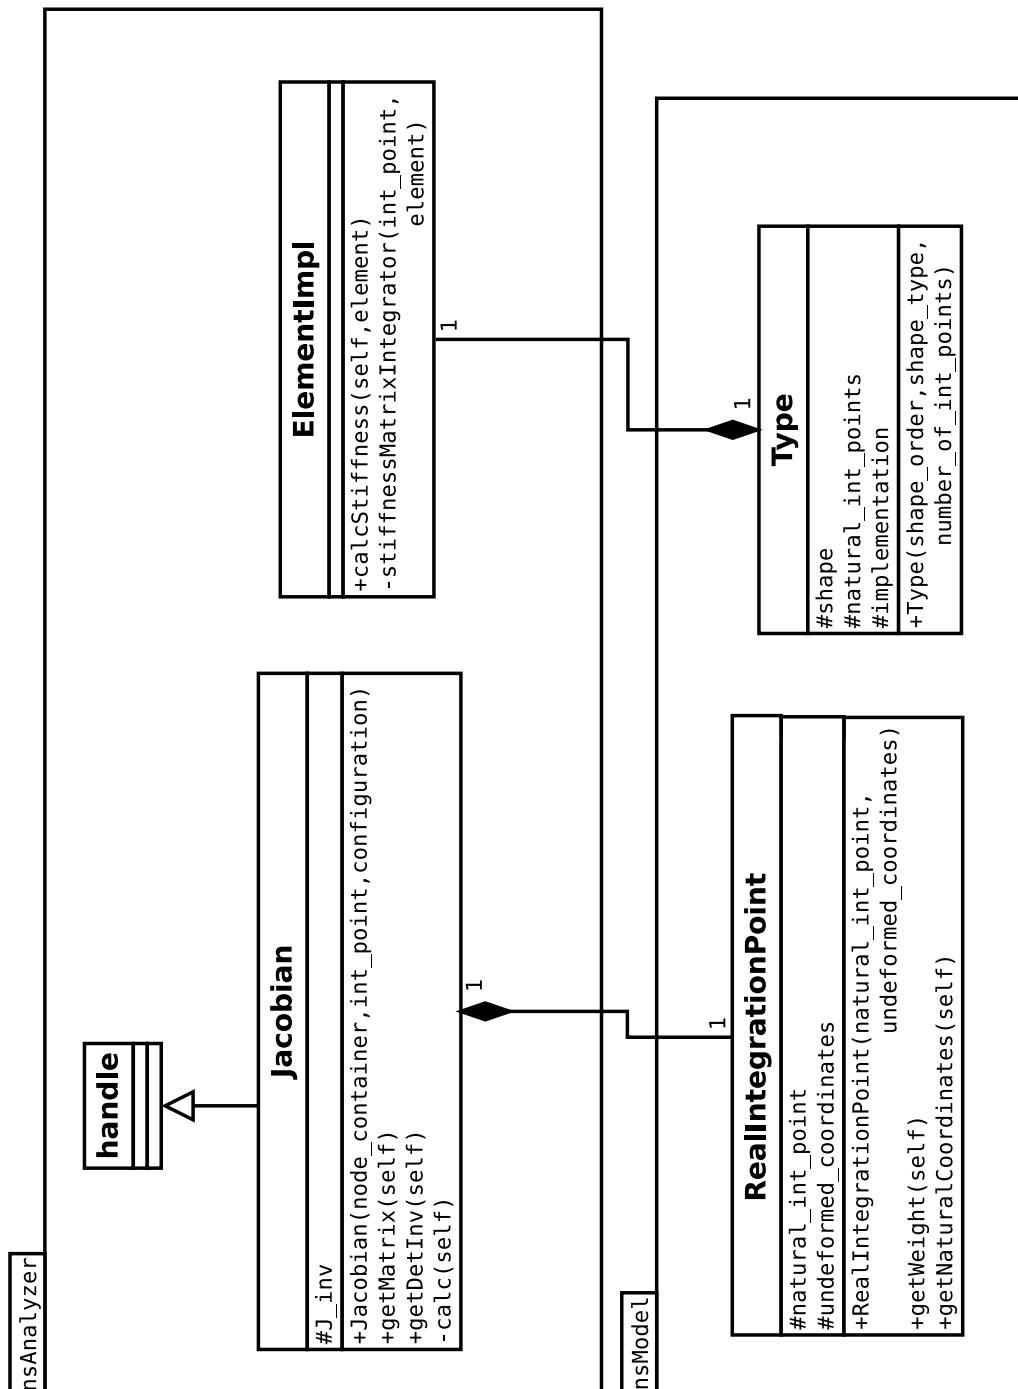 nsAnalyzer
handle
Jacobian
#J_inv
+Jacobian(node_container,int_point,configuration)
+getMatrix(self)
+getDetInv(self)
-calc(self)
1
ElementImpl
+calcStiffness(self,element)
-stiffnessMatrixIntegrator(int_point,
element)
1
nsModel
1
RealIntegrationPoint
#natural_int_point
#undeformed_coordinates
+RealIntegrationPoint(natural_int_point,
undeformed_coordinates)
+getWeight(self)
+getNaturalCoordinates(self)
1
Type
#shape
#natural_int_points
#implementation
+Type(shape_order,shape_type,
number_of_int_points)